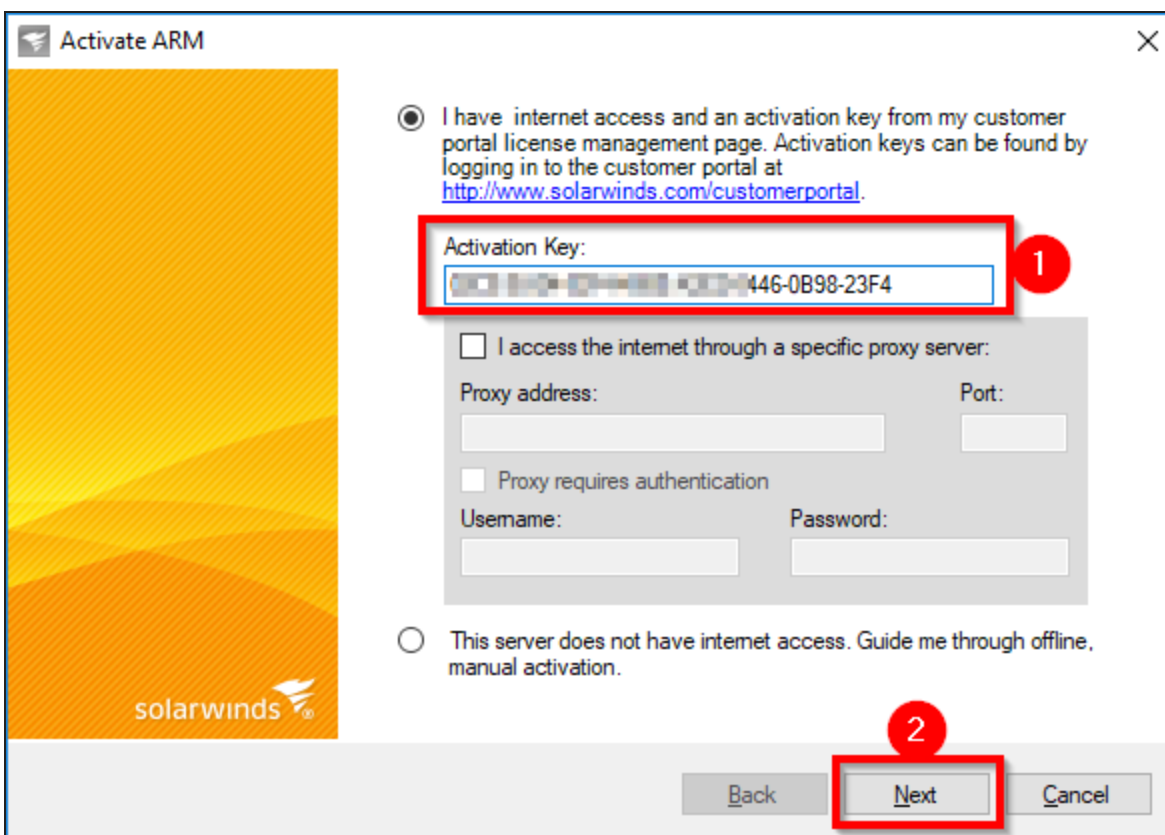 Activate ARM
I have internet access and an activation key from my customer
portal license management page. Activation keys can be found by
logging in to the customer portal at
http://www.solarwinds.com/customerportal.
Activation Key:
446-0B98-23F4
1
I access the internet through a specific proxy server:
Proxy address: Port:
Proxy requires authentication
Username: Password:
This server does not have internet access. Guide me through offline,
manual activation.
solarwinds
2
Back Next Cancel